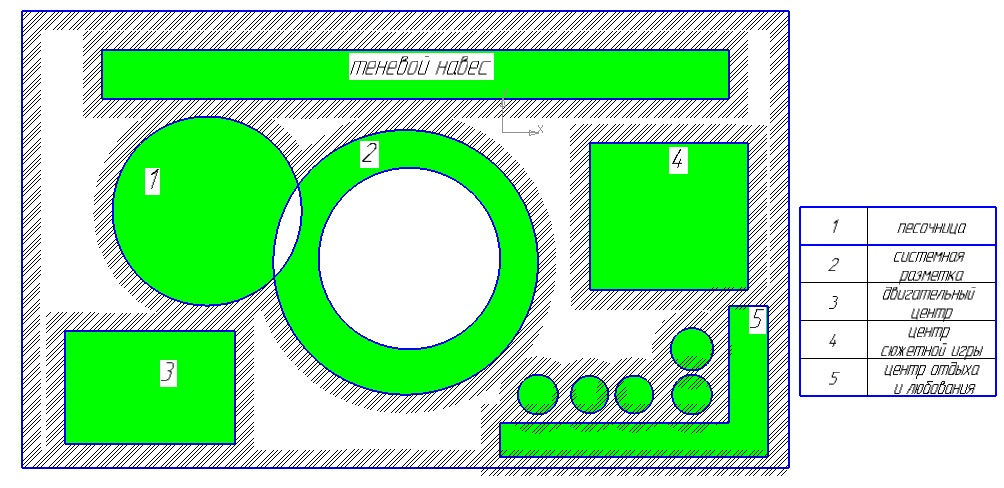 теневой навес
1
2
3
4
5
x
1
песочница
2
системная
разметка
3
двигательный
центр
4
центр
сюжетной игры
5
центр отдыха
и любования